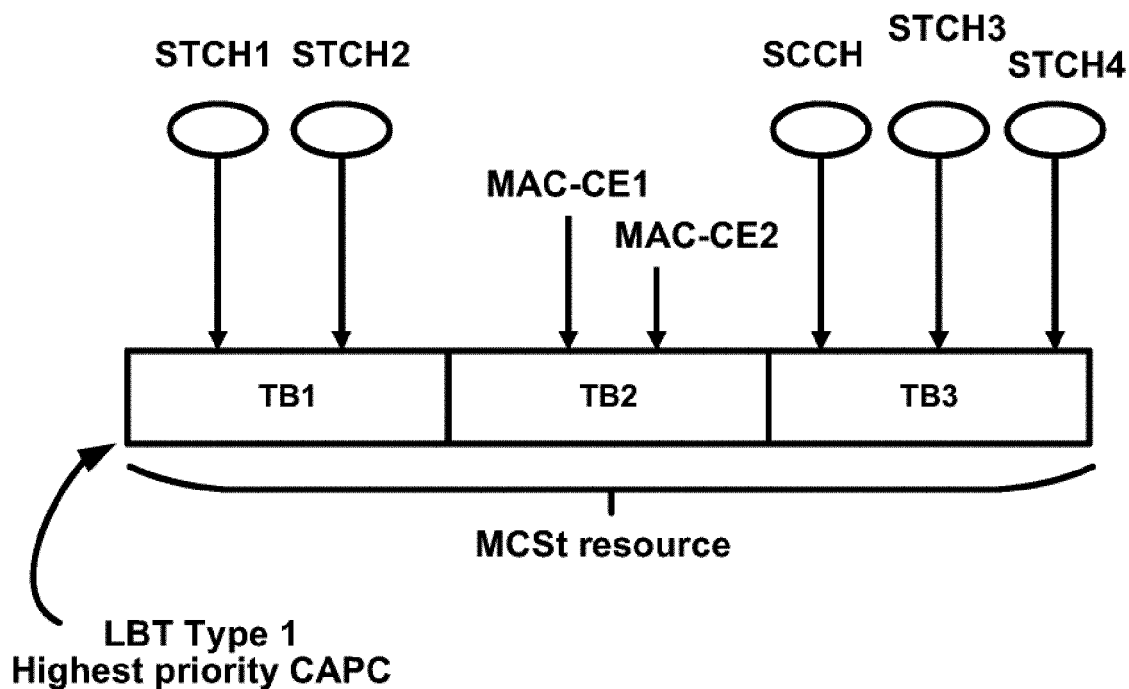 STCH1
STCH2
SCCH
STCH3
STCH4
MAC-CE1
MAC-CE2
TB1
TB2
TB3
MCSt resource
LBT Type 1
Highest priority CAPC